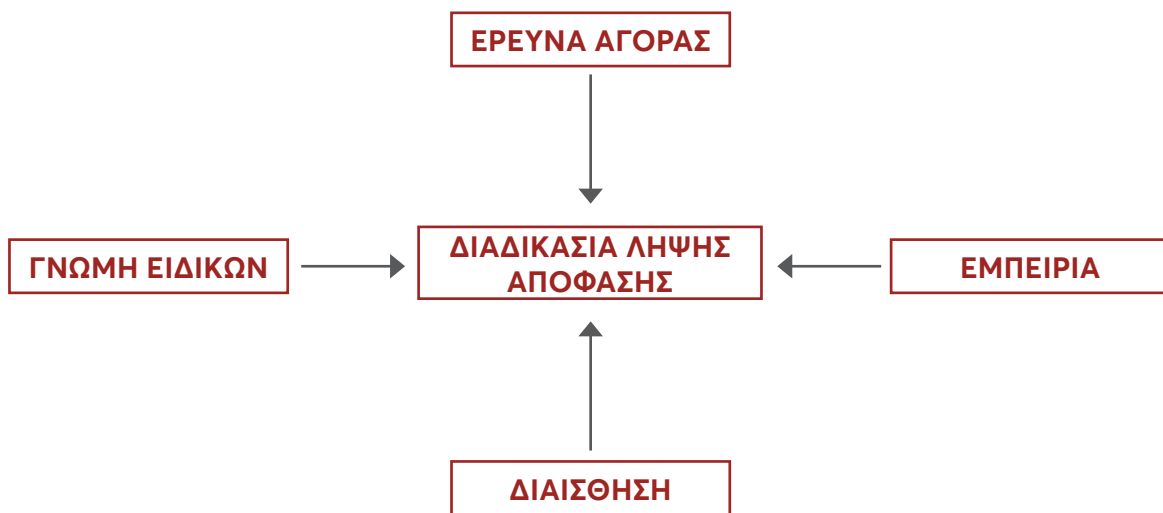 ΕΡΕΥΝΑ ΑΓΟΡΑΣ
ΓΝΩΜΗ ΕΙΔΙΚΩΝ
ΔΙΑΔΙΚΑΣΙΑ ΛΗΨΗΣ
ΑΠΟΦΑΣΗΣ
ΕΜΠΕΙΡΙΑ
ΔΙΑΙΣΘΗΣΗ